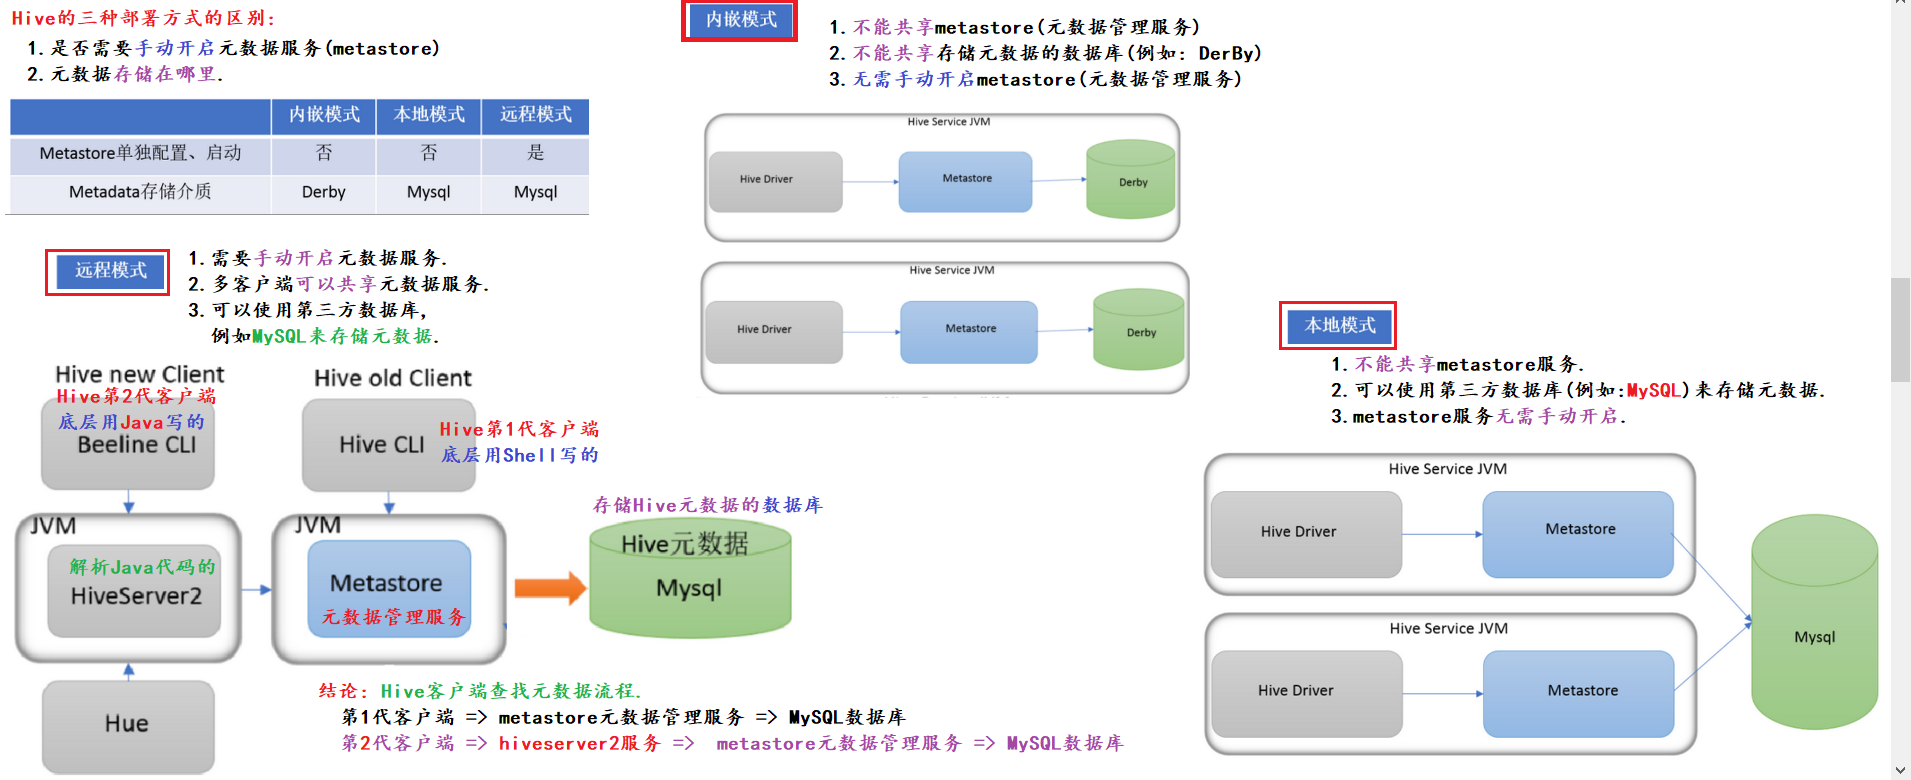 Hive的三种部署方式的区别:
1.是否需要手动开启元数据服务(metastore)
2.元数据存储在哪里.
内嵌模式 本地模式 远程模式
Metastore单独配置、启动 否 否 是
Metadata存储介质 Derby Mysql Mysql
内嵌模式
1.不能共享metastore(元数据管理服务)
2.不能共享存储元数据的数据库(例如: DerBy)
3.无需手动开启metastore(元数据管理服务)
Hive Service JVM
Hive Driver Metastore Derby
Hive Service JVM
Hive Driver Metastore Derby
远程模式
1.需要手动开启元数据服务.
2.多客户端可以共享元数据服务.
3.可以使用第三方数据库,
例如MySQL来存储元数据.
Hive new Client
Hive第2代客户端
底层用Java写的
Beeline CLI
Hive old Client
Hive CLI
Hive第1代客户端
底层用Shell写的
JVM
解析Java代码的
HiveServer2
JVM
Metastore
元数据管理服务
存储Hive元数据的数据库
Hive元数据
Mysql
Hue
结论: Hive客户端查找元数据流程.
第1代客户端 => metastore元数据管理服务 => MySQL数据库
第2代客户端 => hiveserver2服务 => metastore元数据管理服务 => MySQL数据库
本地模式
1.不能共享metastore服务.
2.可以使用第三方数据库(例如:MySQL)来存储元数据.
3.metastore服务无需手动开启.
Hive Service JVM
Hive Driver Metastore
Hive Service JVM
Hive Driver Metastore
Mysql